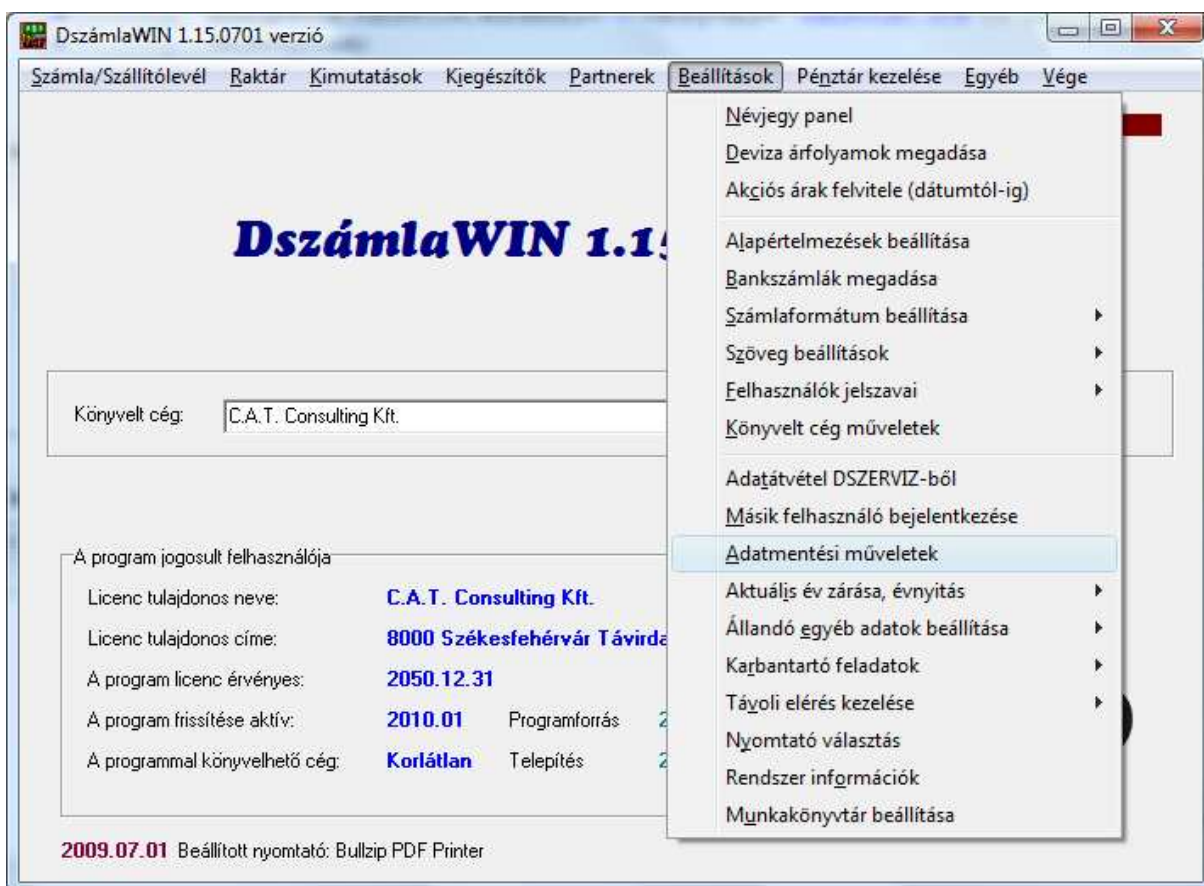 DszámlaWIN 1.15.0701 verzió
Számla/Szállítólevél Raktár Kimutatások Kiegészítők Partnerek Beállítások Pénztár kezelése Egyéb Vége
Névjegy panel
Deviza árfolyamok megadása
Akciós árak felvitele (dátumtól-ig)
Alapértelmezések beállítása
Bankszámlák megadása
Számlaformátum beállítása
Szöveg beállítások
Felhasználók jelszavai
Könyvelt cég műveletek
Adatátvétel DSZERVIZ-ből
Másik felhasználó bejelentkezése
Adatmentési műveletek
Aktuális év zárása, évnyitás
Állandó egyéb adatok beállítása
Karbantartó feladatok
Távoli elérés kezelése
Nyomtató választás
Rendszer információk
Munkakönyvtár beállítása
DszámlaWIN 1.15
Könyvelt cég: C.A.T. Consulting Kft.
A program jogosult felhasználója
Licenc tulajdonos neve: C.A.T. Consulting Kft.
Licenc tulajdonos címe: 8000 Székesfehérvár Távirda
A program licenc érvényes: 2050.12.31
A program frissítése aktív: 2010.01 Programforrás 2
A programmal könyvelhető cég: Korlátlan Telepítés 2
2009.07.01 Beállított nyomtató: Bullzip PDF Printer